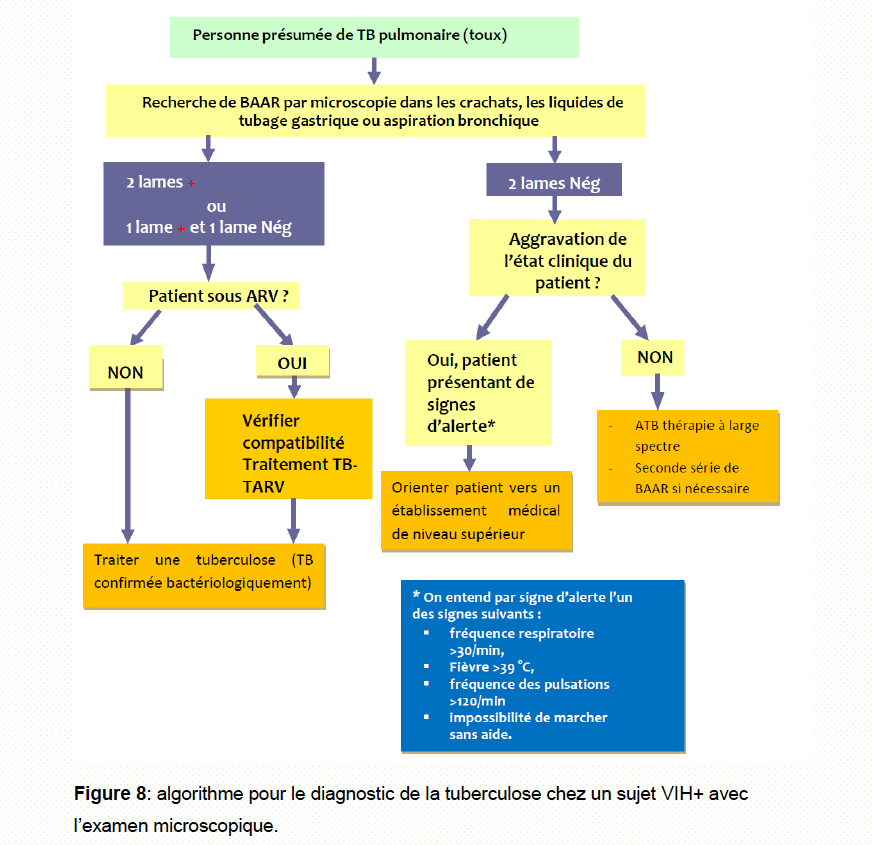 Personne présumée de TB pulmonaire (toux)
Recherche de BAAR par microscopie dans les crachats, les liquides de
tubage gastrique ou aspiration bronchique
2 lames +
ou
1 lame + et 1 lame Nég
2 lames Nég
Patient sous ARV ?
Aggravation de
l’état clinique du
patient ?
NON
OUI
Vérifier
compatibilité
Traitement TB-
TARV
Traiter une tuberculose (TB
confirmée bactériologiquement)
Oui, patient
présentant de
signes
d’alerte*
NON
Orienter patient vers un
établissement médical
de niveau supérieur
- ATB thérapie à large
spectre
- Seconde série de
BAAR si nécessaire
* On entend par signe d’alerte l’un
des signes suivants :
▪ fréquence respiratoire
>30/min,
▪ Fièvre >39 °C,
▪ fréquence des pulsations
>120/min
▪ impossibilité de marcher
sans aide.
Figure 8: algorithme pour le diagnostic de la tuberculose chez un sujet VIH+ avec
l’examen microscopique.